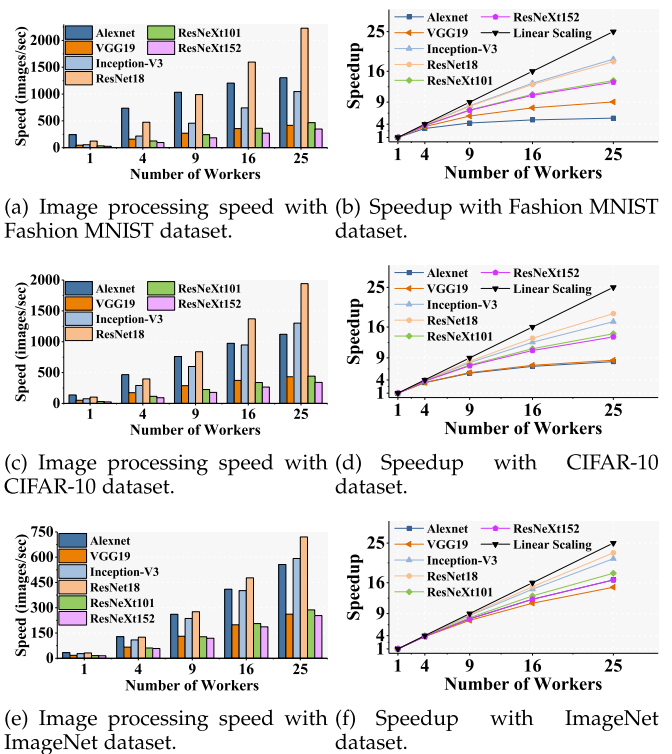 Speed (images/sec)
2000
1500
1000
500
0
Alexnet
VGG19
Inception-V3
ResNet18
ResNeXt101
ResNeXt152
1 4 9 16 25
Number of Workers
Speedup
25
16
9
4
1
Alexnet
VGG19
Inception-V3
ResNet18
ResNeXt101
ResNeXt152
Linear Scaling
1 4 9 16 25
Number of Workers
(a) Image processing speed with
Fashion MNIST dataset.
(b) Speedup with Fashion MNIST
dataset.
Speed (images/sec)
2000
1500
1000
500
0
Alexnet
VGG19
Inception-V3
ResNet18
ResNeXt101
ResNeXt152
1 4 9 16 25
Number of Workers
Speedup
25
16
9
4
1
Alexnet
VGG19
Inception-V3
ResNet18
ResNeXt101
ResNeXt152
Linear Scaling
1 4 9 16 25
Number of Workers
(c) Image processing speed with
CIFAR-10 dataset.
(d) Speedup with CIFAR-10
dataset.
Speed (images/sec)
750
600
450
300
150
0
Alexnet
VGG19
Inception-V3
ResNet18
ResNeXt101
ResNeXt152
1 4 9 16 25
Number of Workers
Speedup
25
16
9
4
1
Alexnet
VGG19
Inception-V3
ResNet18
ResNeXt101
ResNeXt152
Linear Scaling
1 4 9 16 25
Number of Workers
(e) Image processing speed with
ImageNet dataset.
(f) Speedup with ImageNet
dataset.